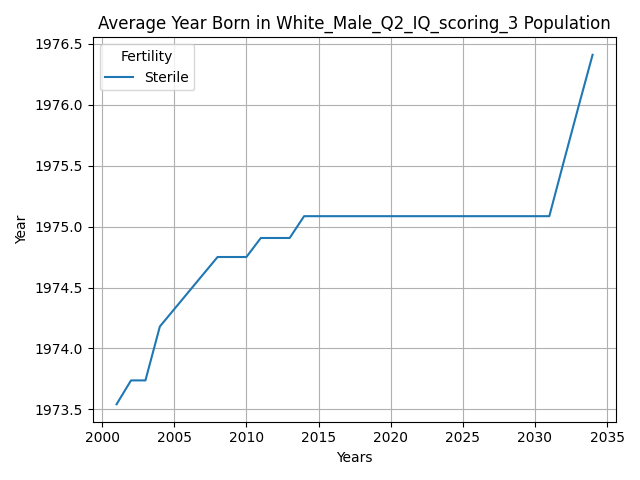 Average Year Born in White_Male_Q2_IQ_scoring_3 Population
Fertility
Sterile
1976.5
1976.0
1975.5
1975.0
1974.5
1974.0
1973.5
Year
2000 2005 2010 2015 2020 2025 2030 2035
Years